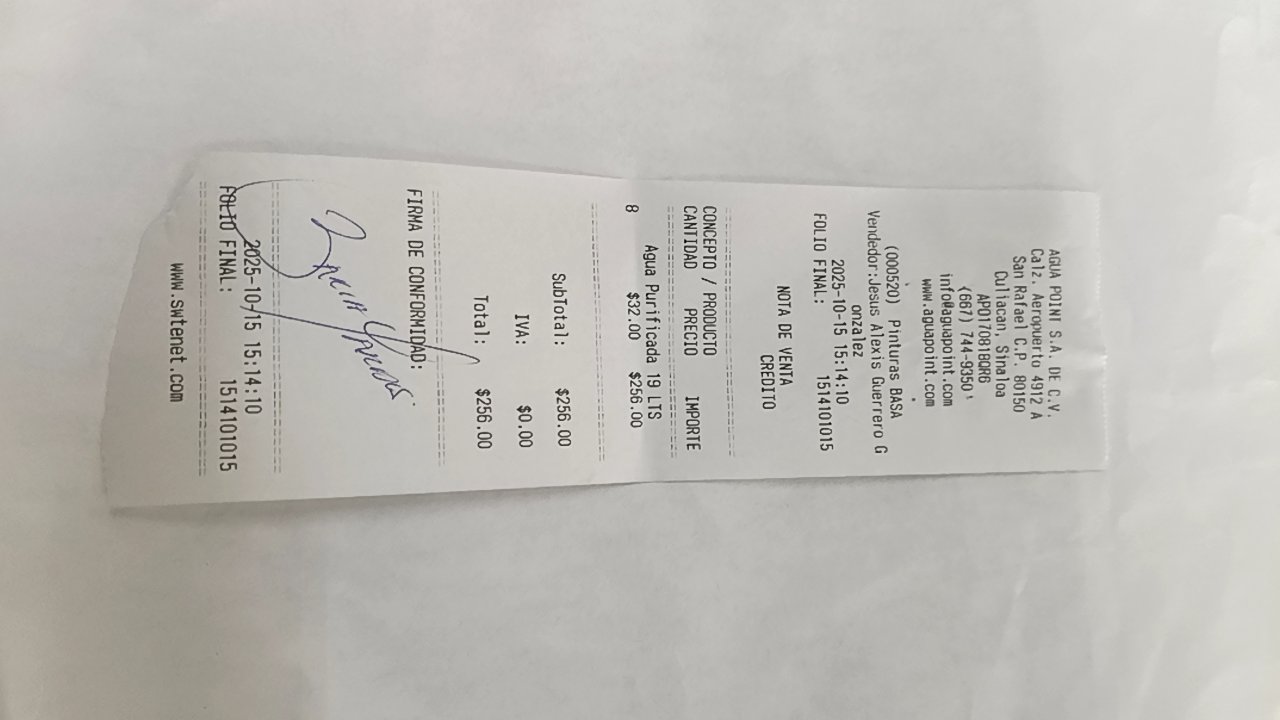 AGUA POINT S.A. DE C.V.
Calz. Aeropuerto 4912 A
San Rafael C.P. 80150
Culiacan, Sinaloa
APO170818QR6
(667) 744-9350
info@aguapoint.com
www.aguapoint.com
(000520) Pinturas BASA
Vendedor:Jesus Alexis Guerrero G
onzalez
2025-10-15 15:14:10
FOLIO FINAL: 1514101015
NOTA DE VENTA
CREDITO
CONCEPTO / PRODUCTO
CANTIDAD PRECIO IMPORTE
Agua Purificada 19 LTS
8 $32.00 $256.00
SubTotal: $256.00
IVA: $0.00
Total: $256.00
FIRMA DE CONFORMIDAD:
2025-10-15 15:14:10
FOLIO FINAL: 1514101015
www.swtenet.com